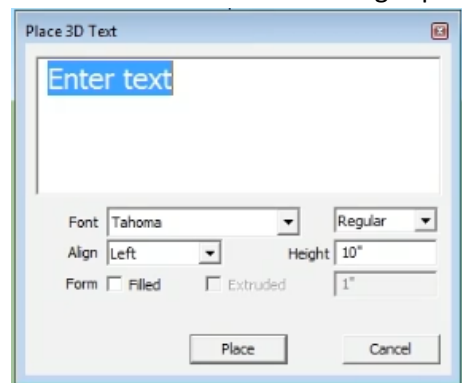 Place 3D Text
Enter text
Font Tahoma Regular
Align Left Height 10"
Form Filled Extruded 1"
Place Cancel